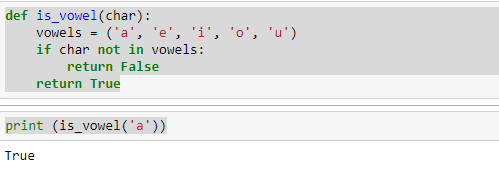 def is_vowel(char):
    vowels = ('a', 'e', 'i', 'o', 'u')
    if char not in vowels:
        return False
    return True
print (is_vowel('a'))
True